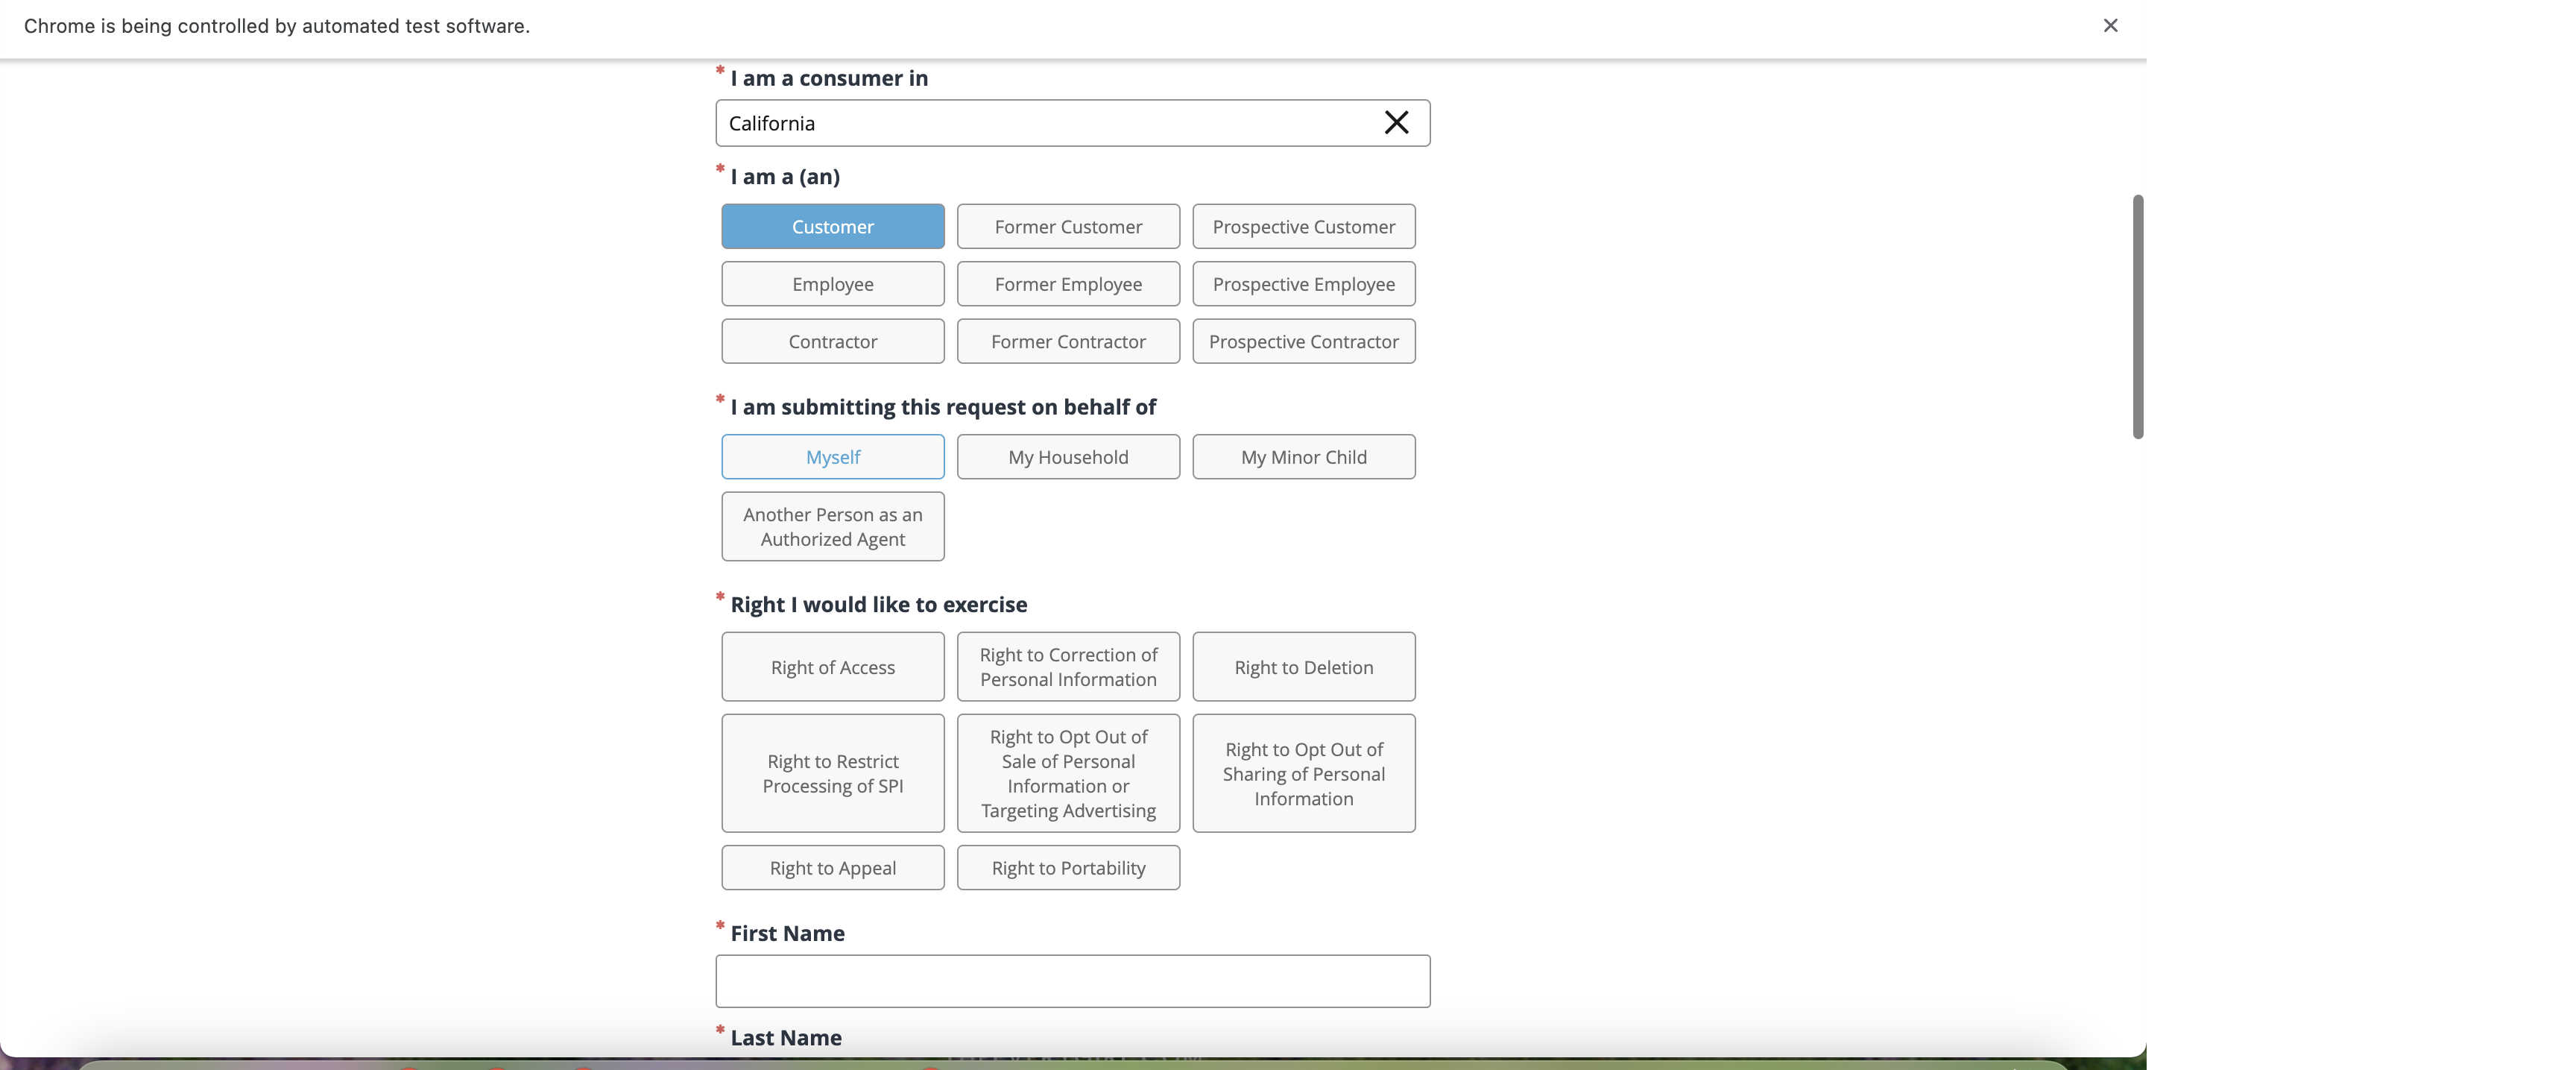 Chrome is being controlled by automated test software.
* I am a consumer in
California
* I am a (an)
Customer
Former Customer
Prospective Customer
Employee
Former Employee
Prospective Employee
Contractor
Former Contractor
Prospective Contractor
* I am submitting this request on behalf of
Myself
My Household
My Minor Child
Another Person as an
Authorized Agent
* Right I would like to exercise
Right of Access
Right to Correction of
Personal Information
Right to Deletion
Right to Restrict
Processing of SPI
Right to Opt Out of
Sale of Personal
Information or
Targeting Advertising
Right to Opt Out of
Sharing of Personal
Information
Right to Appeal
Right to Portability
* First Name
* Last Name